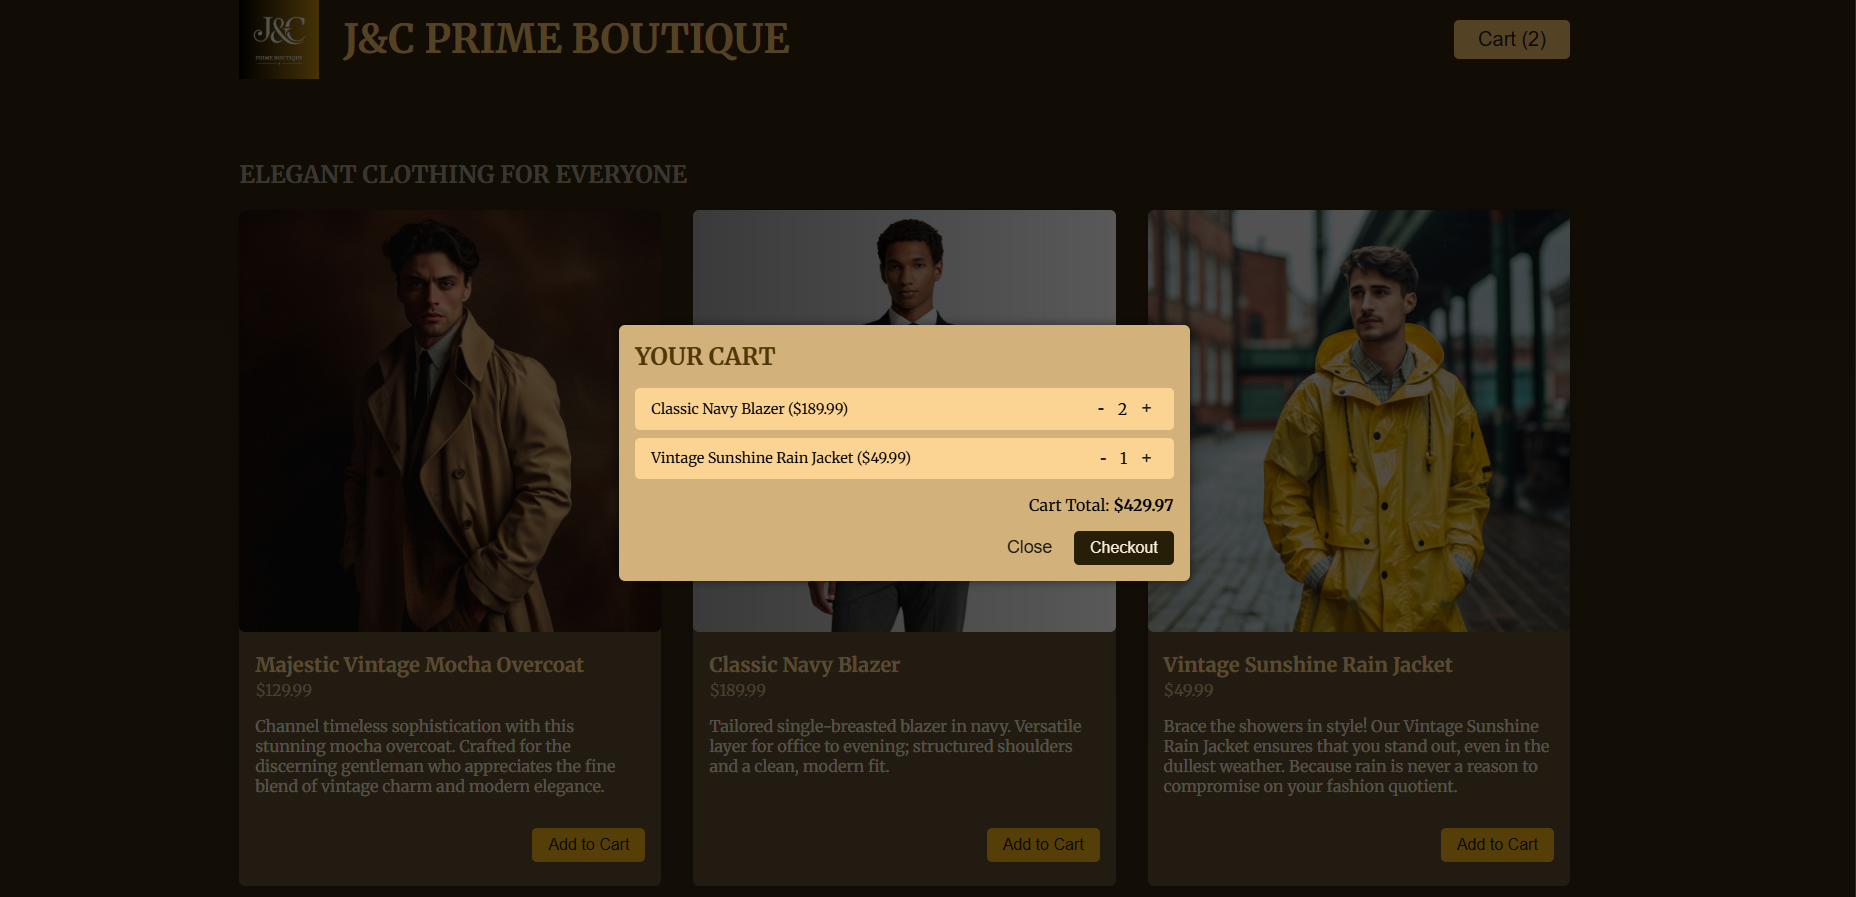 J&C
PRIME BOUTIQUE
J&C PRIME BOUTIQUE
Cart (2)
ELEGANT CLOTHING FOR EVERYONE
YOUR CART
Classic Navy Blazer ($189.99) - 2 +
Vintage Sunshine Rain Jacket ($49.99) - 1 +
Cart Total: $429.97
Close Checkout
Majestic Vintage Mocha Overcoat
$129.99
Channel timeless sophistication with this
stunning mocha overcoat. Crafted for the
discerning gentleman who appreciates the fine
blend of vintage charm and modern elegance.
Add to Cart
Classic Navy Blazer
$189.99
Tailored single-breasted blazer in navy. Versatile
layer for office to evening; structured shoulders
and a clean, modern fit.
Add to Cart
Vintage Sunshine Rain Jacket
$49.99
Brace the showers in style! Our Vintage Sunshine
Rain Jacket ensures that you stand out, even in the
dullest weather. Because rain is never a reason to
compromise on your fashion quotient.
Add to Cart